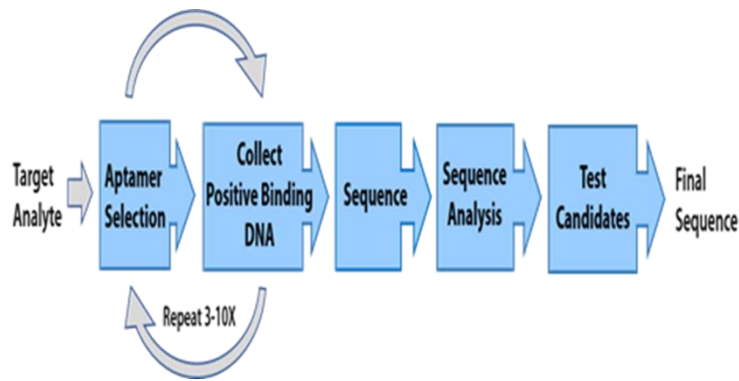 Target
Analyte
Aptamer
Selection
Collect
Positive Binding
DNA
Sequence
Sequence
Analysis
Test
Candidates
Final
Sequence
Repeat 3-10X